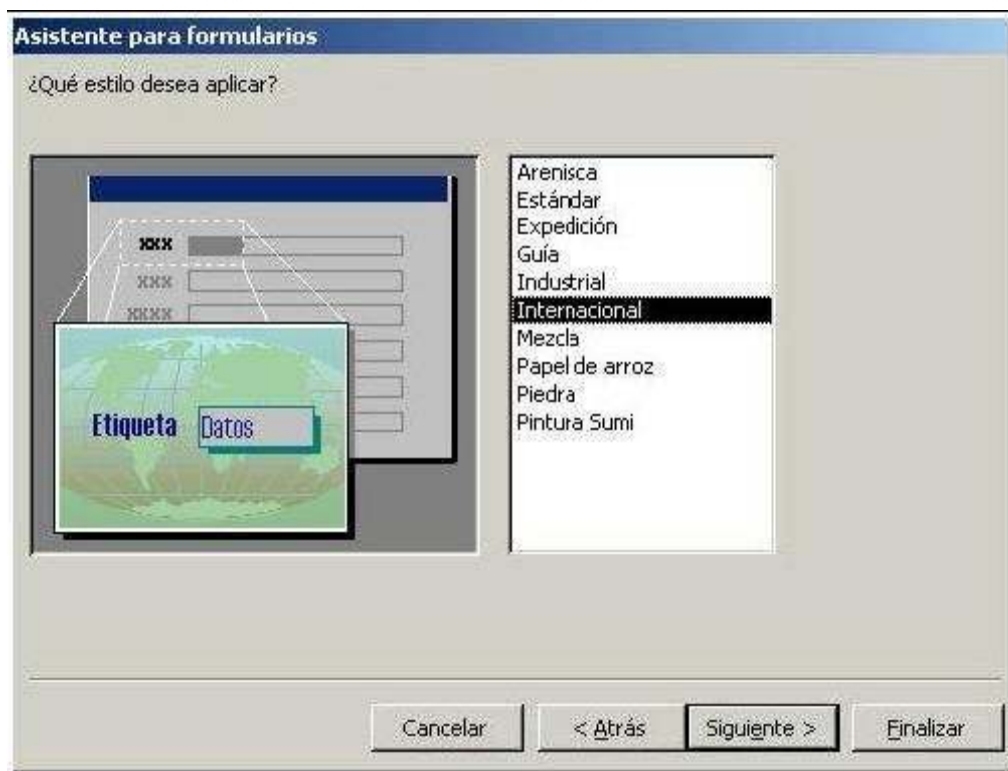 Asistente para formularios
¿Qué estilo desea aplicar?
xxx
xxx
xxxx
Etiqueta Datos
Arenisca
Estándar
Expedición
Guía
Industrial
Internacional
Mezcla
Papel de arroz
Piedra
Pintura Sumi
Cancelar
< Atrás
Siguiente >
Finalizar